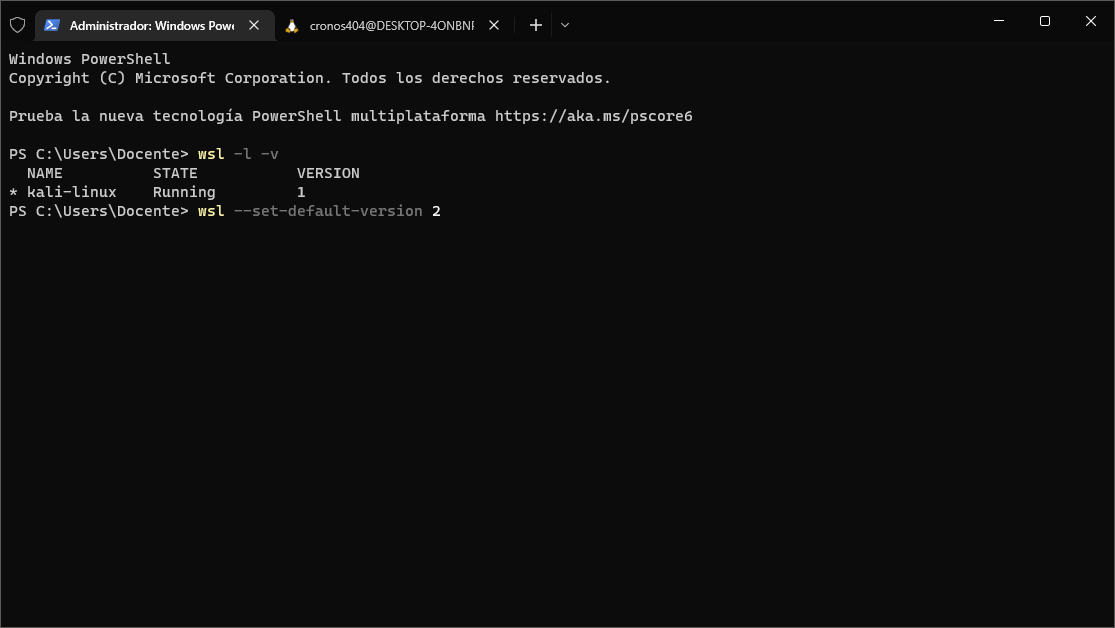 Administrador: Windows Powe
cronos404@DESKTOP-4ONBNF
Windows PowerShell
Copyright (C) Microsoft Corporation. Todos los derechos reservados.
Prueba la nueva tecnología PowerShell multiplataforma https://aka.ms/pscore6
PS C:\Users\Docente> wsl -l -v
NAME STATE VERSION
* kali-linux Running 1
PS C:\Users\Docente> wsl --set-default-version 2